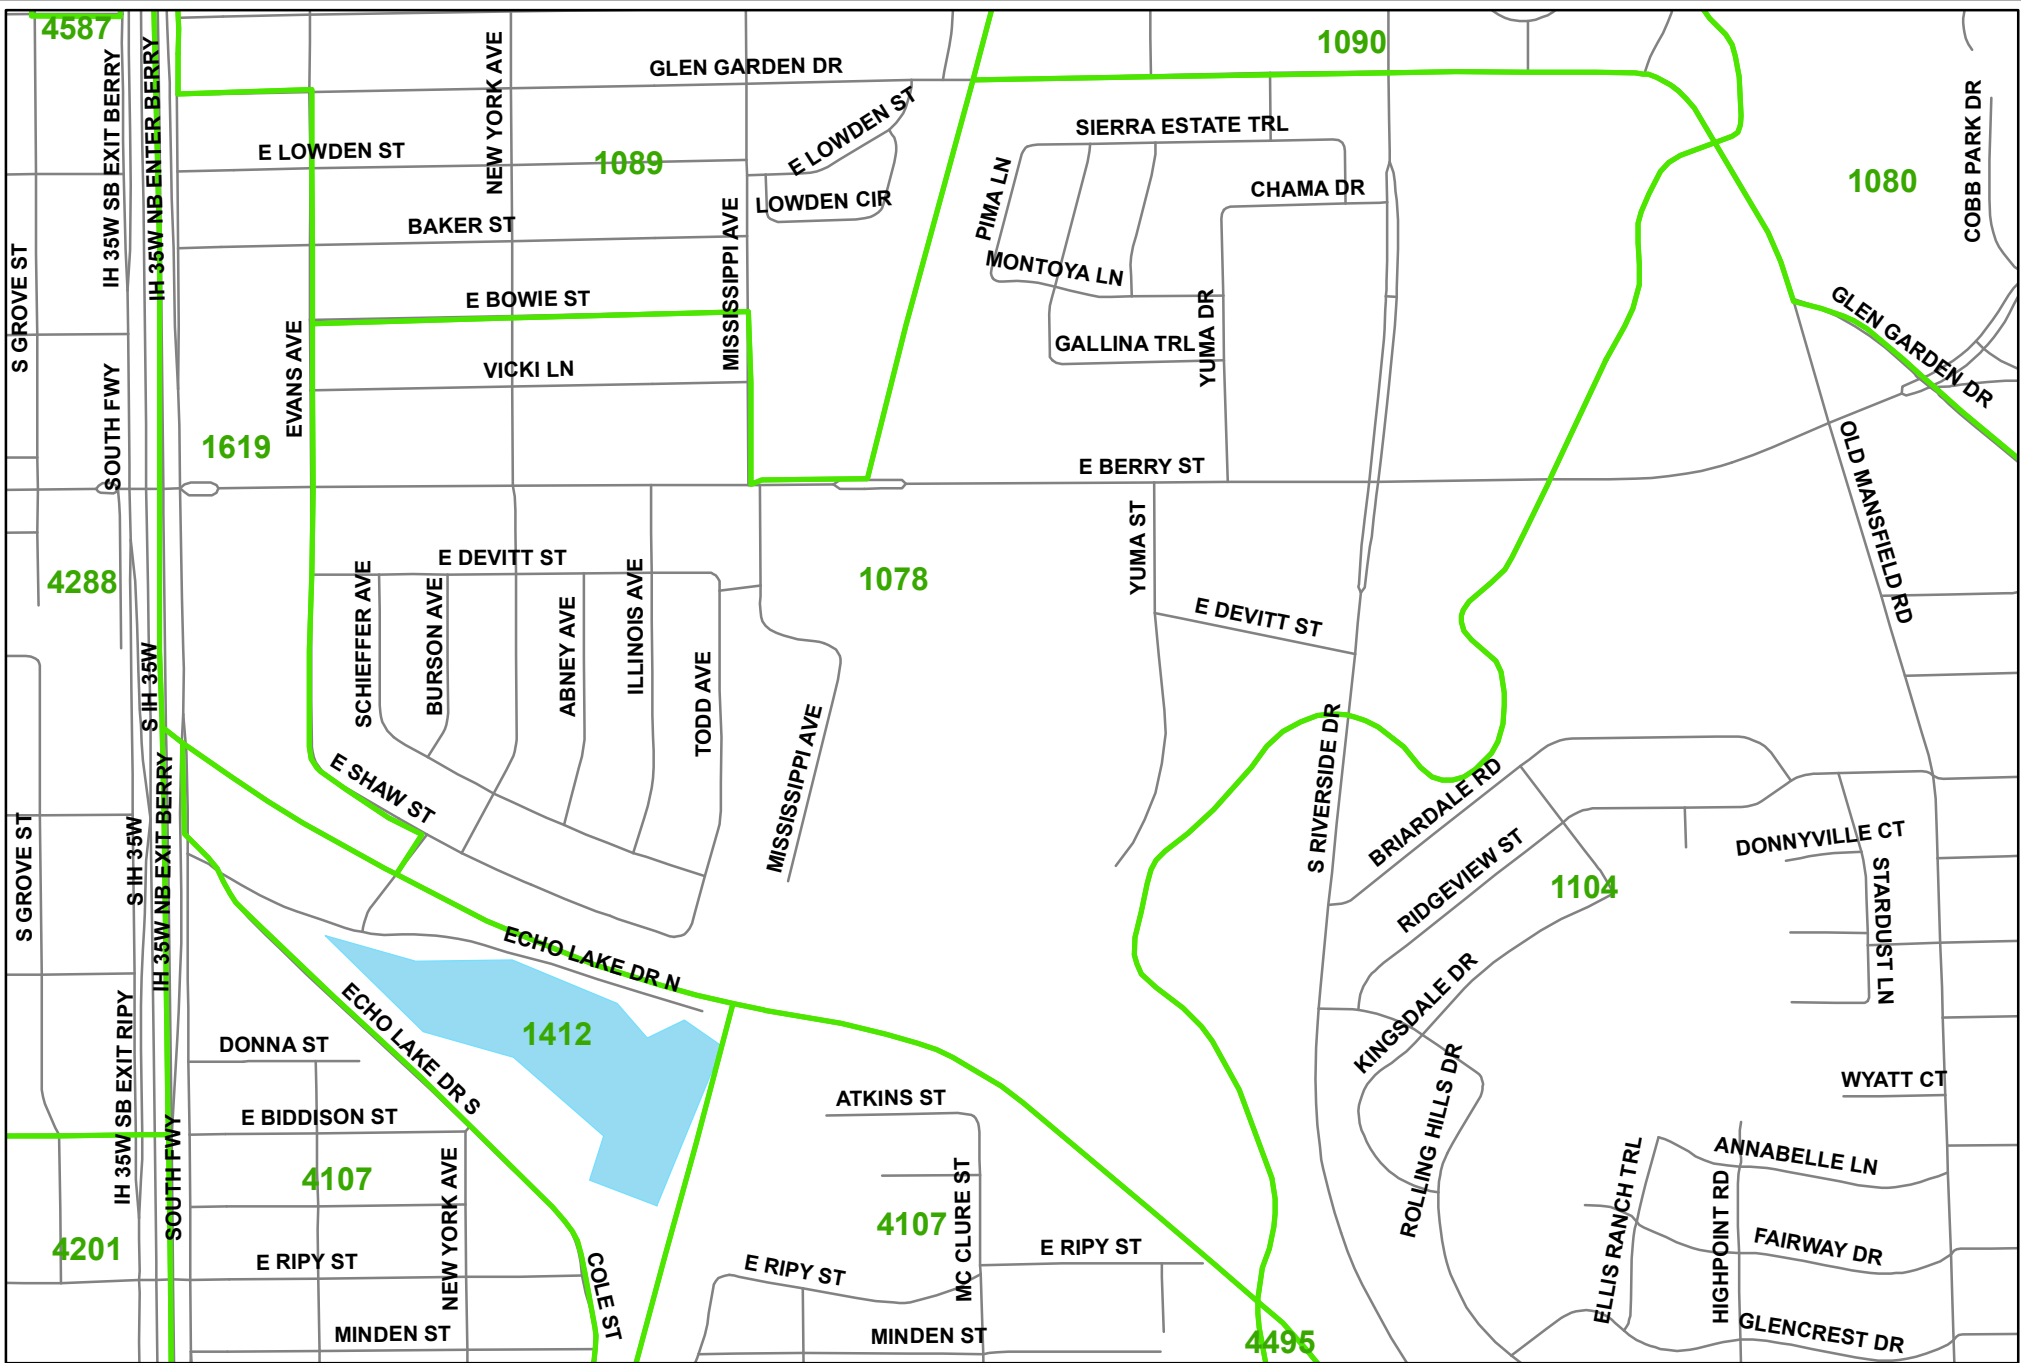 4587
IH 35W SB EXIT BERRY
IH 35W NB ENTER BERRY
NEW YORK AVE
GLEN GARDEN DR
1090
COBB PARK DR
E LOWDEN ST
1089
E LOWDEN ST
SIERRA ESTATE TRL
1080
PIMA LN
CHAMA DR
LOWDEN CIR
BAKER ST
MISSISSIPPI AVE
S GROVE ST
MONTOYA LN
E BOWIE ST
YUMA DR
GLEN GARDEN DR
EVANS AVE
GALLINA TRL
VICKI LN
SOUTH FWY
1619
E BERRY ST
OLD MANSFIELD RD
YUMA ST
E DEVITT ST
4288
1078
SCHIEFFER AVE
BURSON AVE
ABNEY AVE
ILLINOIS AVE
E DEVITT ST
TODD AVE
S IH 35W
MISSISSIPPI AVE
S RIVERSIDE DR
E SHAW ST
BRIARDALE RD
IH 35W NB EXIT BERRY
S GROVE ST
S IH 35W
RIDGEVIEW ST
DONNYVILLE CT
1104
STARDUST LN
ECHO LAKE DR N
KINGSDALE DR
ECHO LAKE DR S
1412
IH 35W SB EXIT RIPY
DONNA ST
ROLLING HILLS DR
WYATT CT
ATKINS ST
E BIDDISON ST
SOUTH FWY
4107
NEW YORK AVE
MC CLURE ST
ANNABELLE LN
ELLIS RANCH TRL
HIGHPOINT RD
4107
4201
E RIPY ST
E RIPY ST
E RIPY ST
FAIRWAY DR
COLE ST
MINDEN ST
MINDEN ST
4495
GLENCREST DR